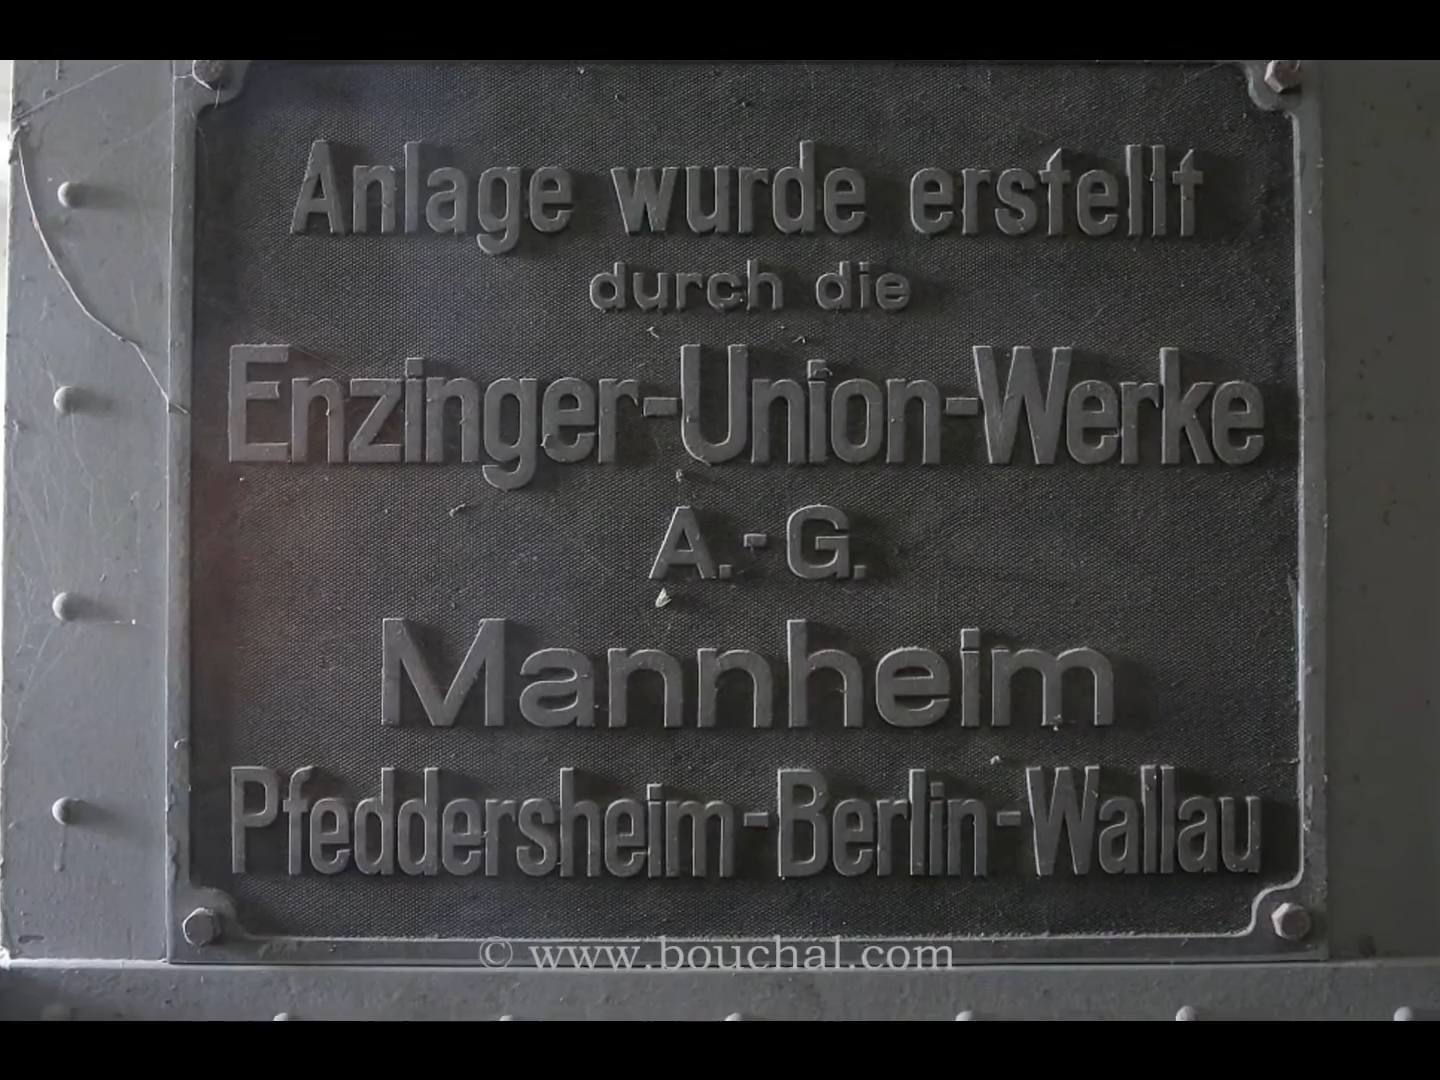 Anlage wurde erstellt
durch die
Enzinger-Union-Werke
A.-G.
Mannheim
Pfeddersheim-Berlin-Wallau
© www.bouchal.com